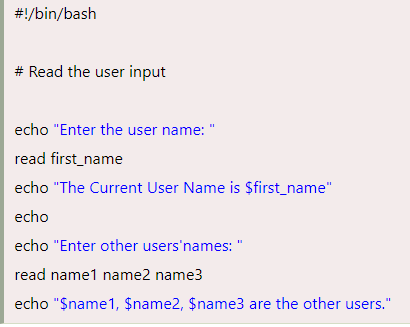 #!/bin/bash
# Read the user input
echo "Enter the user name: "
read first_name
echo "The Current User Name is $first_name"
echo
echo "Enter other users'names: "
read name1 name2 name3
echo "$name1, $name2, $name3 are the other users."